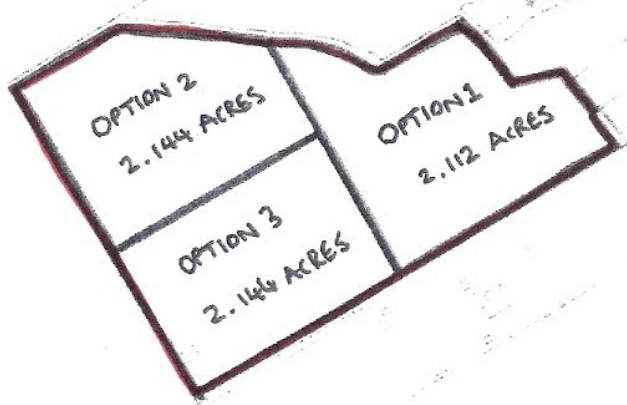 OPTION 2
2.144 ACRES
OPTION 1
2.112 ACRES
OPTION 3
2.144 ACRES